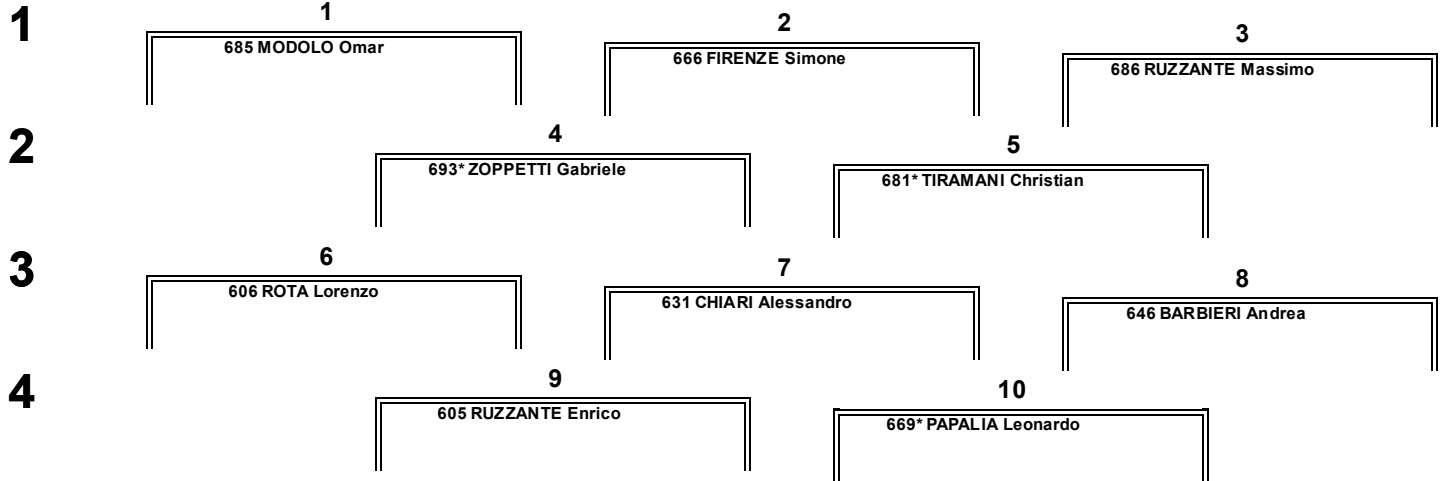 1
1
685 MODOLO Omar
2
666 FIRENZE Simone
3
686 RUZZANTE Massimo
2
4
693* ZOPPETTI Gabriele
5
681* TIRAMANI Christian
3
6
606 ROTA Lorenzo
7
631 CHIARI Alessandro
8
646 BARBIERI Andrea
4
9
605 RUZZANTE Enrico
10
669* PAPALIA Leonardo